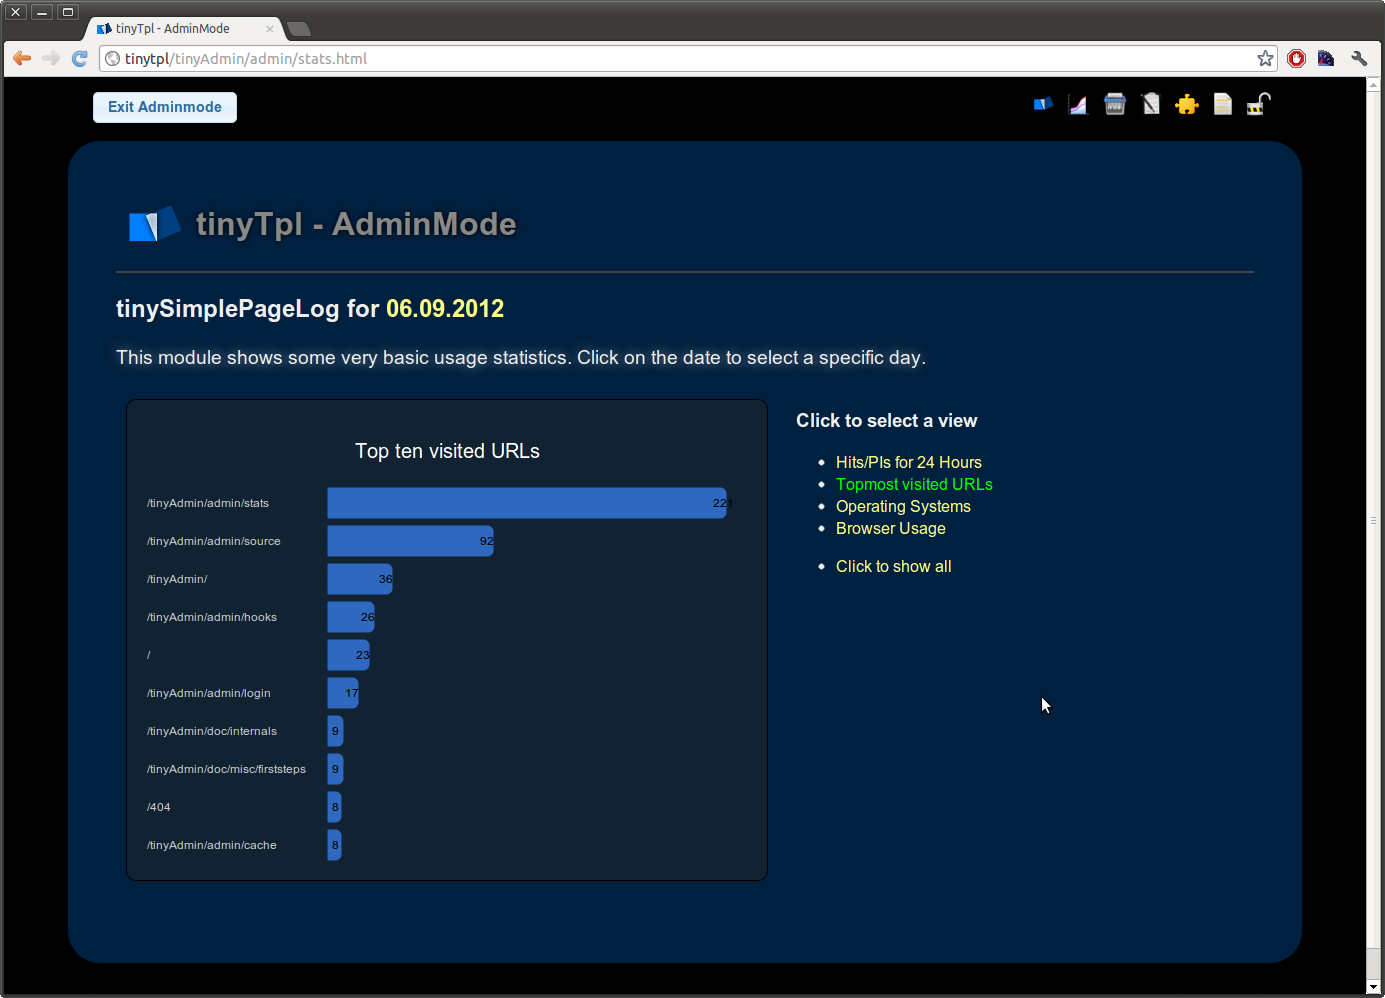 tinyTpl - AdminMode
tinytpl/tinyAdmin/admin/stats.html
Exit Adminmode
tinyTpl - AdminMode
tinySimplePageLog for 06.09.2012
This module shows some very basic usage statistics. Click on the date to select a specific day.
Top ten visited URLs
/tinyAdmin/admin/stats 221
/tinyAdmin/admin/source 92
/tinyAdmin/ 36
/tinyAdmin/admin/hooks 26
/ 23
/tinyAdmin/admin/login 17
/tinyAdmin/doc/internals 9
/tinyAdmin/doc/misc/firststeps 9
/404 8
/tinyAdmin/admin/cache 8
Click to select a view
Hits/PIs for 24 Hours
Topmost visited URLs
Operating Systems
Browser Usage
Click to show all